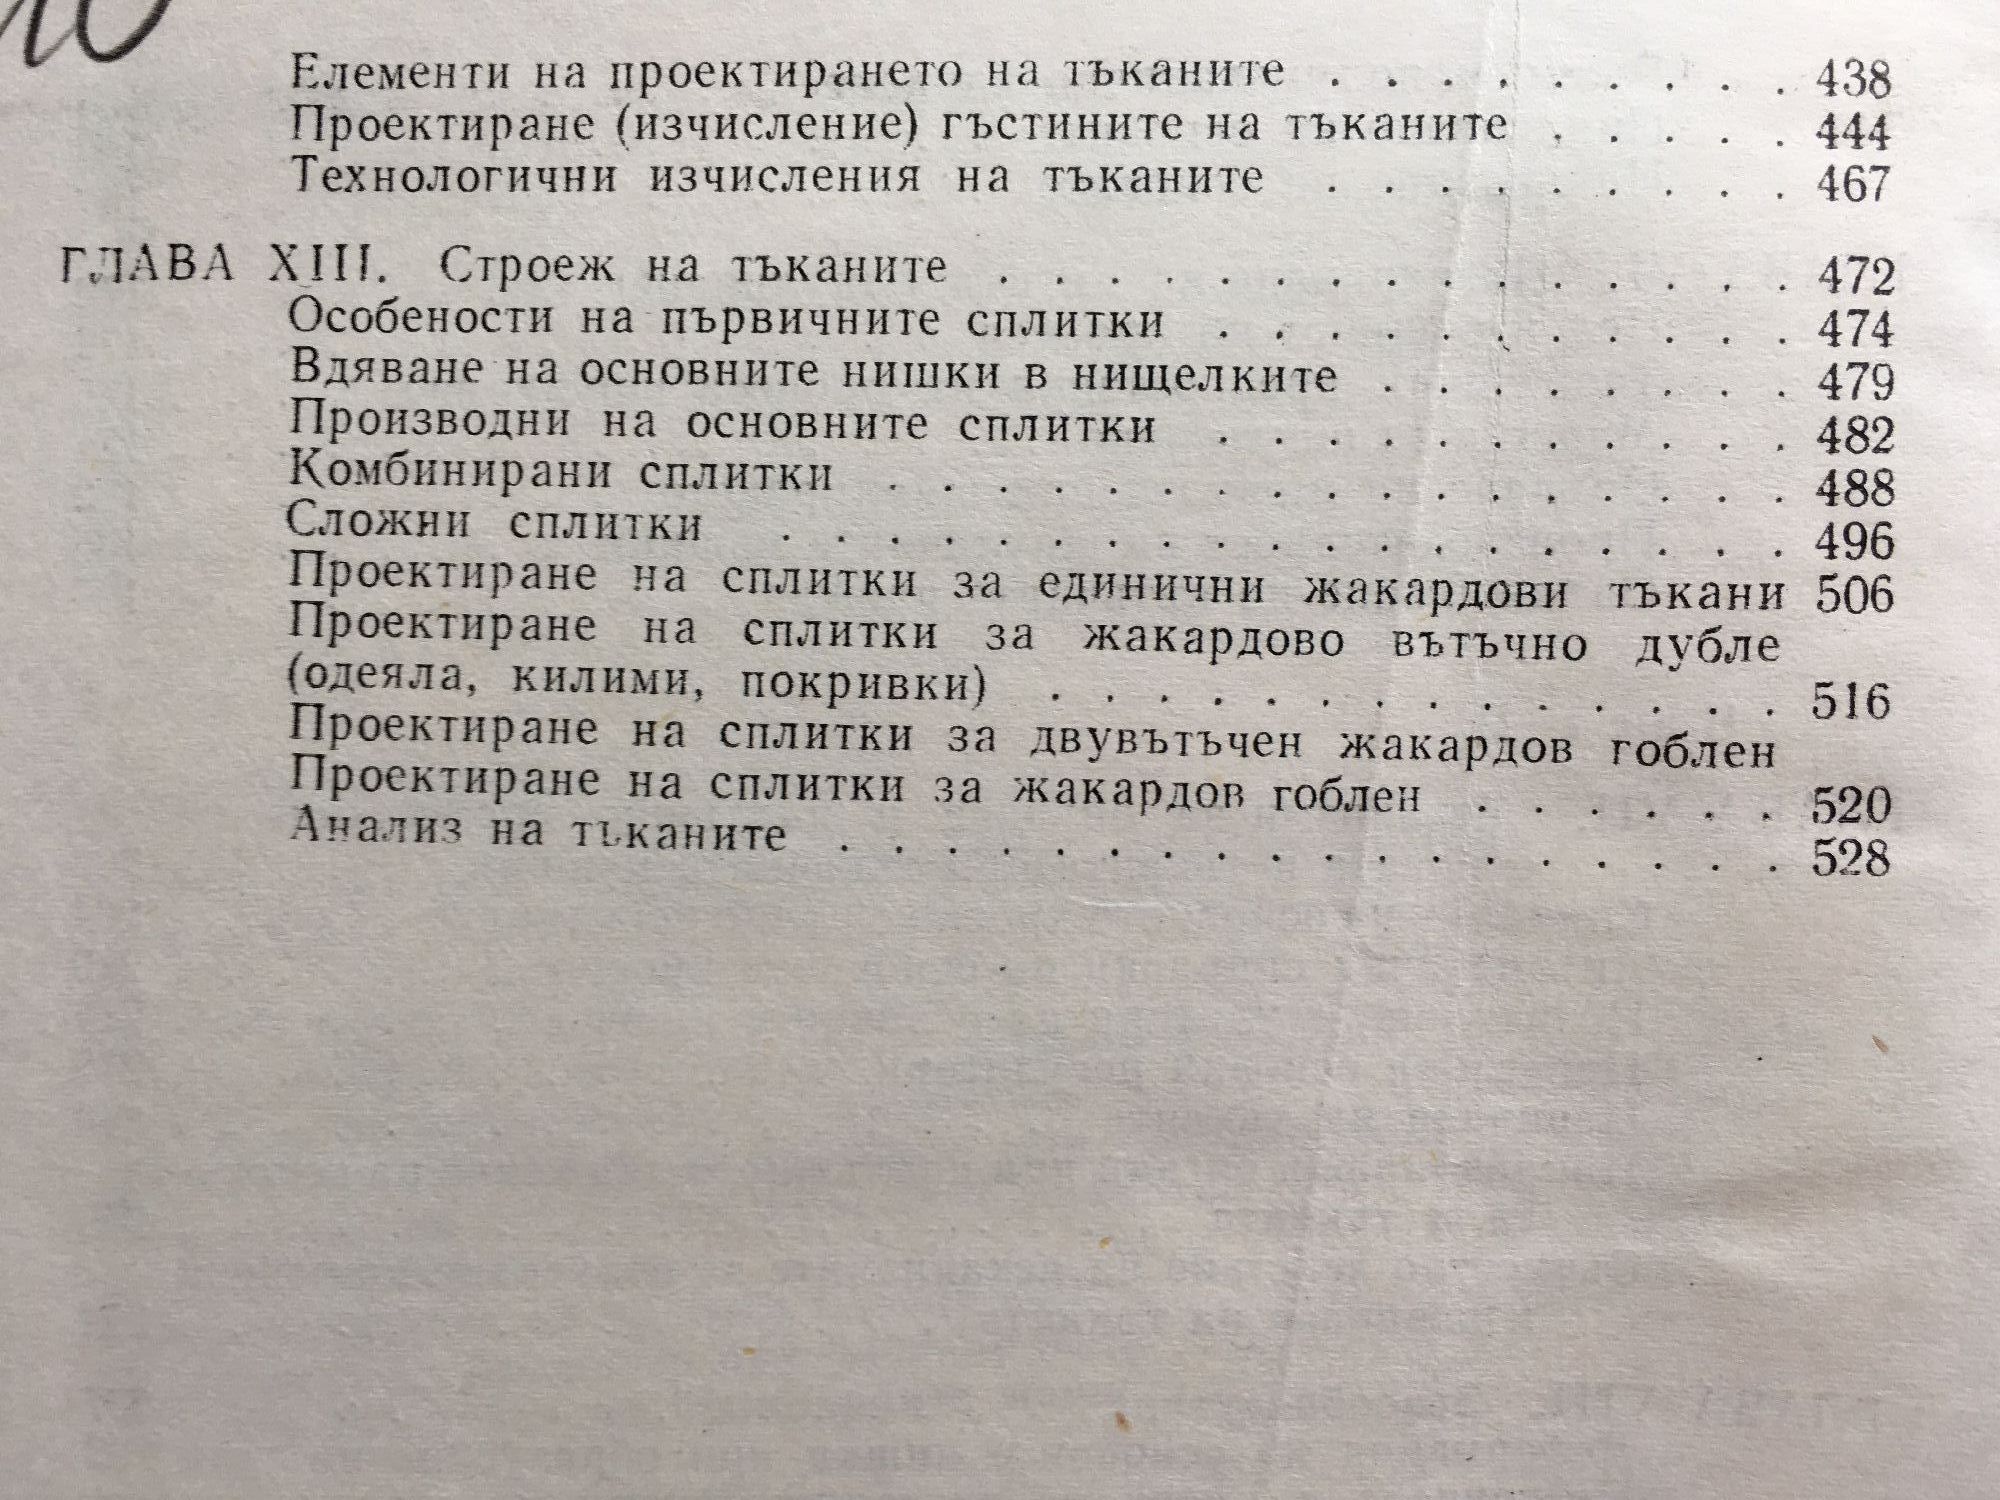 Елементи на проектирането на тъканите . . . . . . . . . 438
Проектиране (изчисление) гъстините на тъканите . . . . . 444
Технологични изчисления на тъканите . . . . . . . . . 467
ГЛАВА XIII. Строеж на тъканите . . . . . . . . . . . . . . . 472
Особености на първичните сплитки . . . . . . . . . . . 474
Вдяване на основните нишки в нищелките . . . . . . . . 479
Производни на основните сплитки . . . . . . . . . . . 482
Комбинирани сплитки . . . . . . . . . . . . . . . . . 488
Сложни сплитки . . . . . . . . . . . . . . . . . . . 496
Проектиране на сплитки за единични жакардови тъкани 506
Проектиране на сплитки за жакардово вътъчно дубле
(одеяла, килими, покривки) . . . . . . . . . . . . . . 516
Проектиране на сплитки за двувътъчен жакардов гоблен
Проектиране на сплитки за жакардов гоблен . . . . . . 520
Анализ на тъканите . . . . . . . . . . . . . . . . . . 528